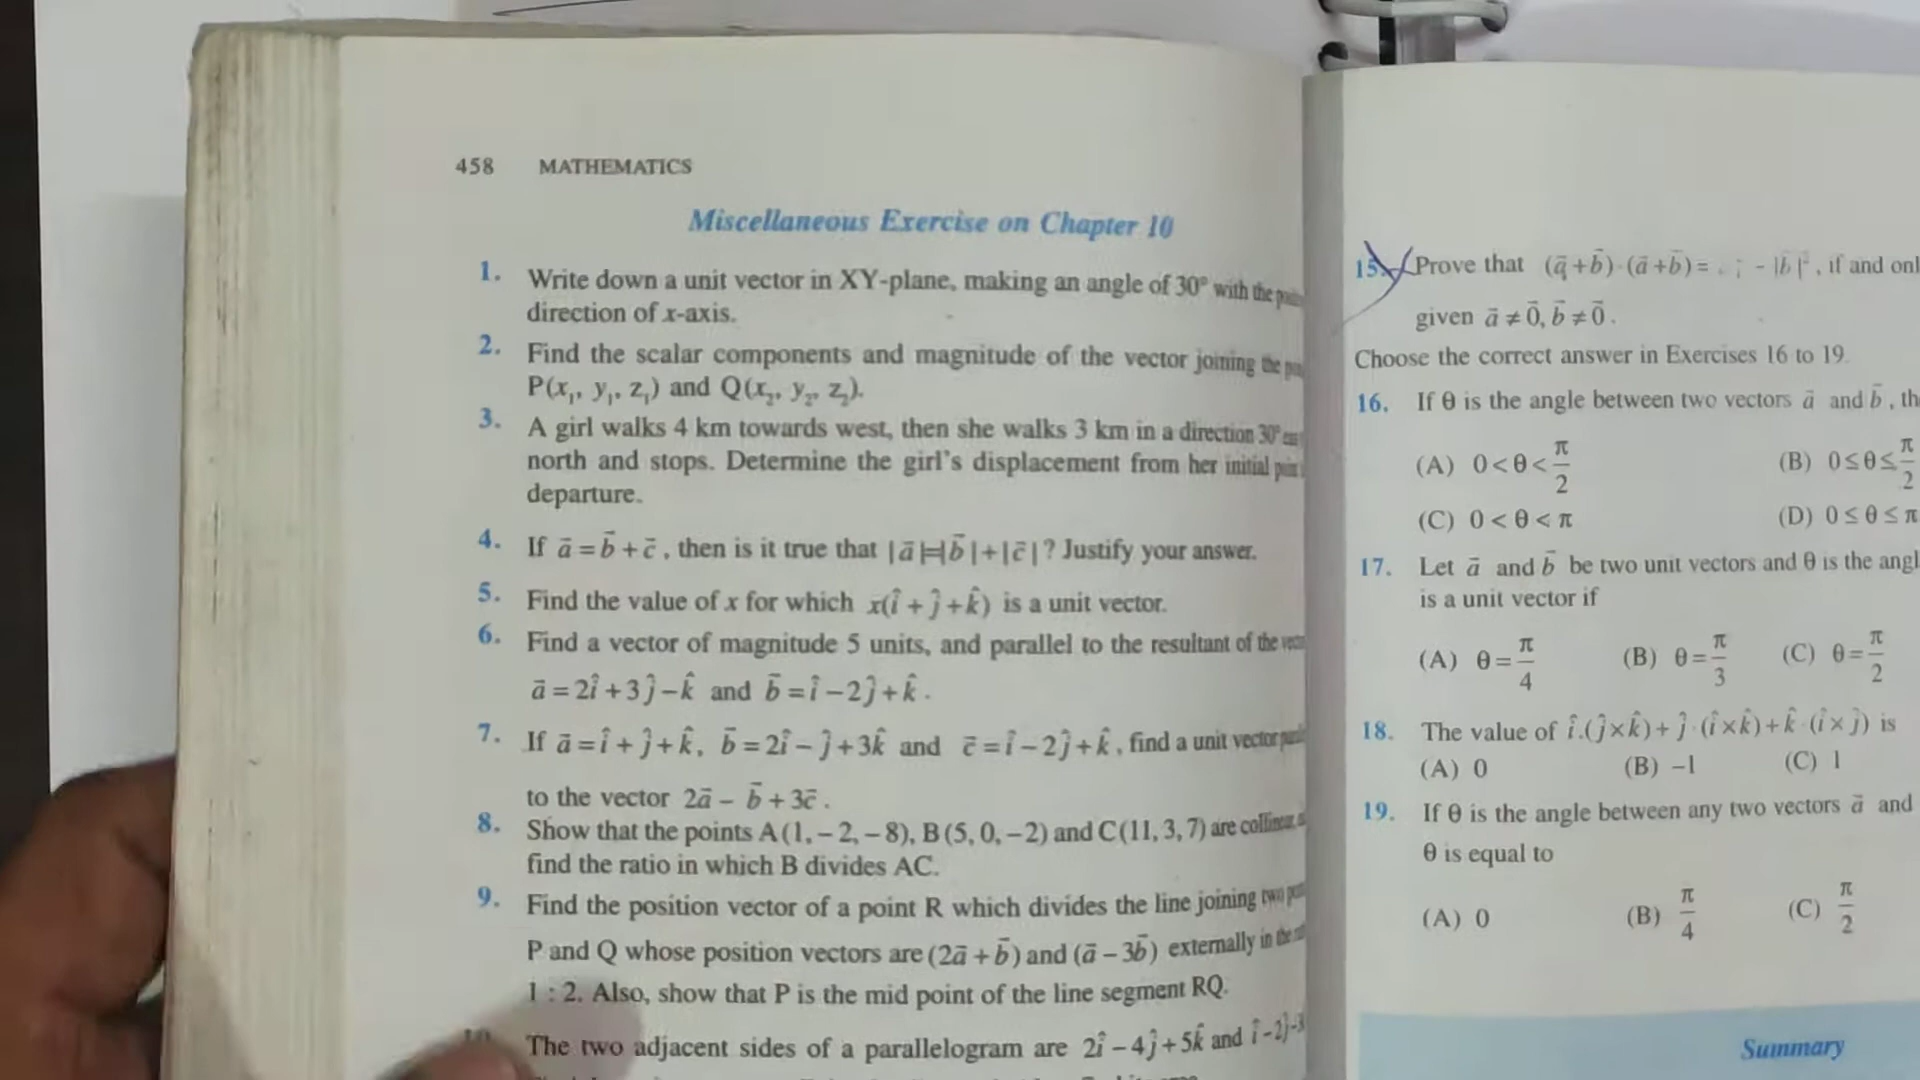 458 MATHEMATICS
Miscellaneous Exercise on Chapter 10
1. Write down a unit vector in XY-plane, making an angle of 30° with the
direction of x-axis.
2. Find the scalar components and magnitude of the vector joining the
P(x₁, y₁, z₁) and Q(x₂, y₂, z₂).
3. A girl walks 4 km towards west, then she walks 3 km in a direction 30°
north and stops. Determine the girl's displacement from her initial
departure.
4. If a⃗ = b⃗ + c⃗, then is it true that |a⃗|=|b⃗|+|c⃗|? Justify your answer.
5. Find the value of x for which x(î + ĵ + k̂) is a unit vector.
6. Find a vector of magnitude 5 units, and parallel to the resultant of the
a⃗ = 2î + 3ĵ − k̂ and b⃗ = î − 2ĵ + k̂.
7. If a⃗ = î + ĵ + k̂, b⃗ = 2î − ĵ + 3k̂ and c⃗ = î − 2ĵ + k̂, find a unit vector
to the vector 2a⃗ − b⃗ + 3c⃗.
8. Show that the points A(1, −2, −8), B(5, 0, −2) and C(11, 3, 7) are
find the ratio in which B divides AC.
9. Find the position vector of a point R which divides the line joining two
P and Q whose position vectors are (2a⃗ + b⃗) and (a⃗ − 3b⃗) externally in the
1 : 2. Also, show that P is the mid point of the line segment RQ.
The two adjacent sides of a parallelogram are 2î − 4ĵ + 5k̂ and î − 2ĵ − 3
15. Prove that (a⃗ + b⃗)·(a⃗ + b⃗) = |b⃗|², if and
given a⃗ ≠ 0⃗, b⃗ ≠ 0⃗.
Choose the correct answer in Exercises 16 to 19.
16. If θ is the angle between two vectors a⃗ and b⃗,
(A) 0 < θ < π/2 (B) 0 ≤ θ ≤ π/2
(C) 0 < θ < π (D) 0 ≤ θ ≤ π
17. Let a⃗ and b⃗ be two unit vectors and θ is the
is a unit vector if
(A) θ = π/4 (B) θ = π/3 (C) θ = π/2
18. The value of î.(ĵ × k̂) + ĵ·(î × k̂) + k̂·(î × ĵ) is
(A) 0 (B) −1 (C) 1
19. If θ is the angle between any two vectors a⃗ and
θ is equal to
(A) 0 (B) π/4 (C) π/2
Summary